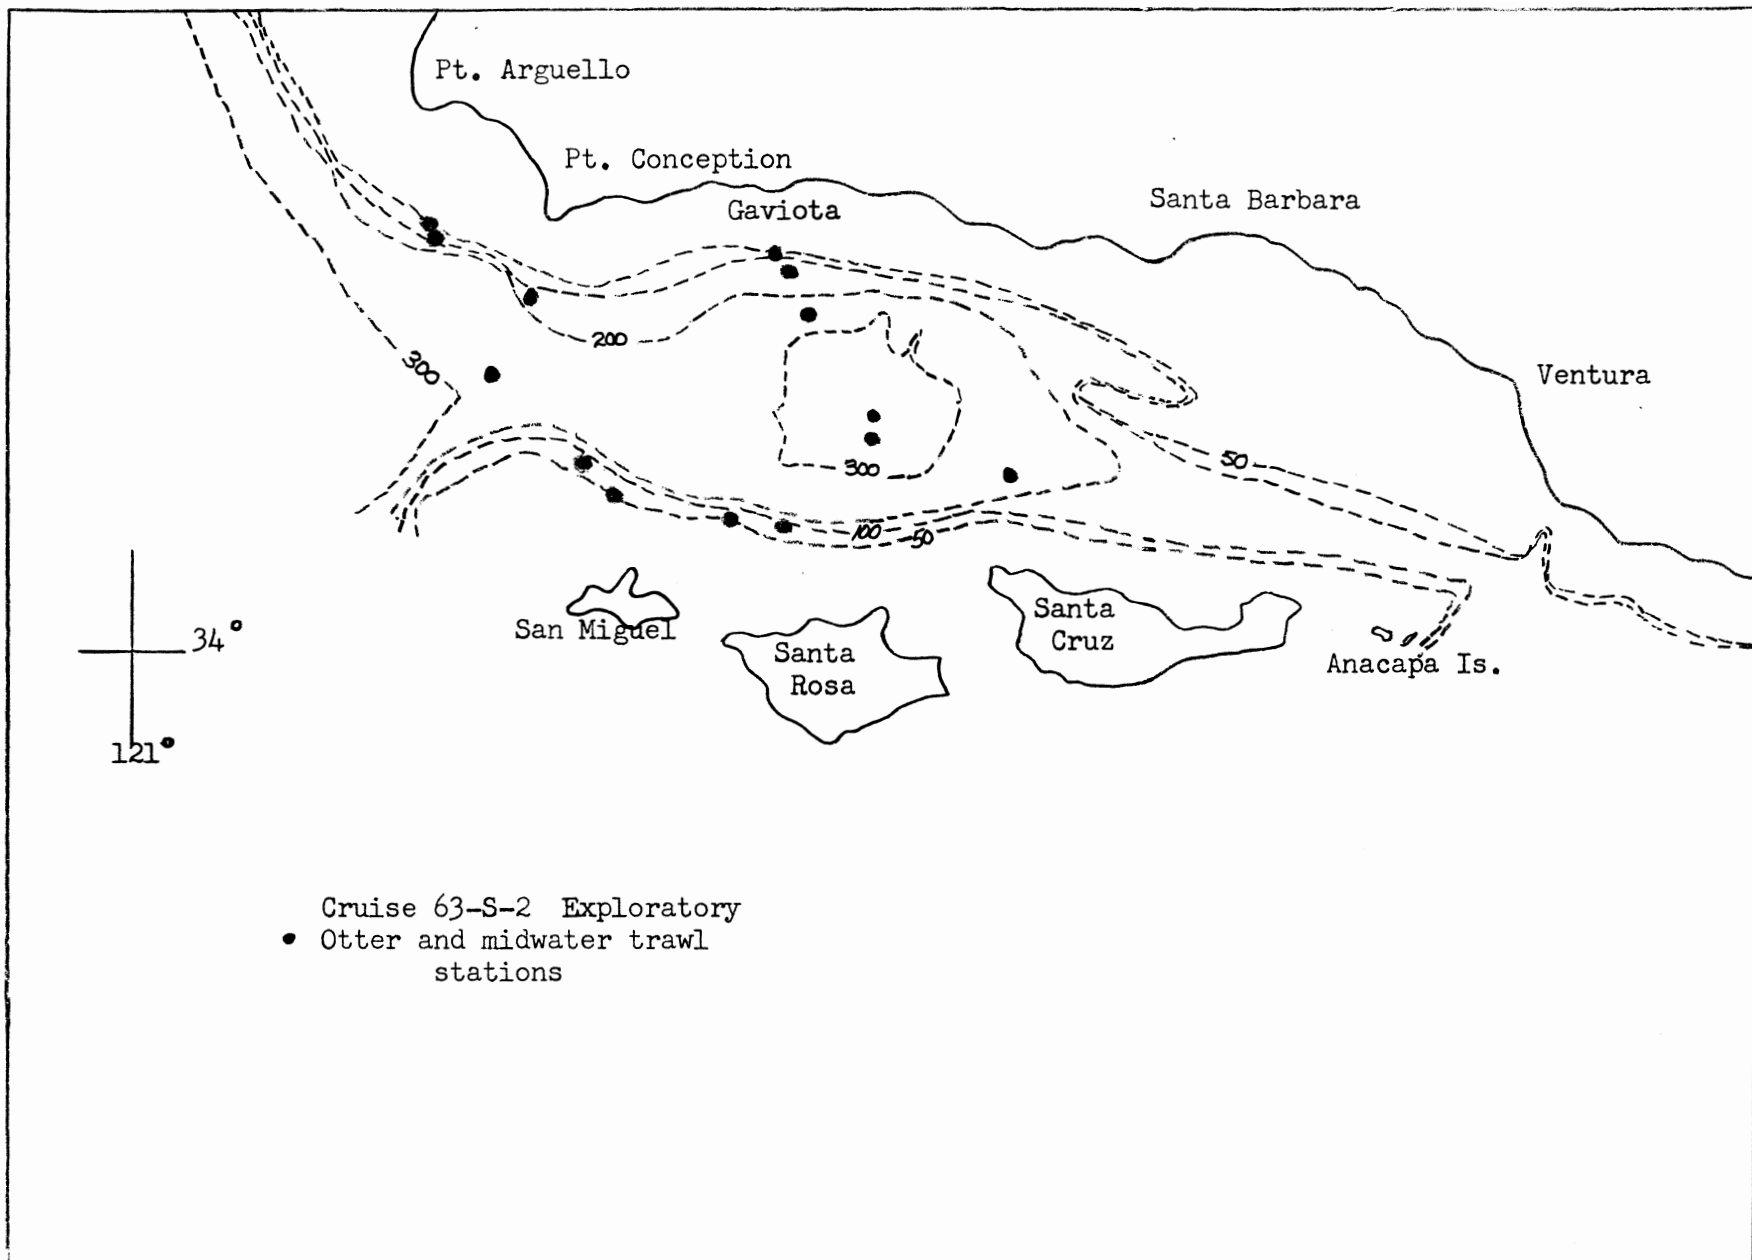 Pt. Arguello
Pt. Conception
Gaviota
Santa Barbara
Ventura
200
300
300
50
100
50
San Miguel
Santa
Rosa
Santa
Cruz
Anacapa Is.
34°
121°
Cruise 63-S-2 Exploratory
Otter and midwater trawl
stations